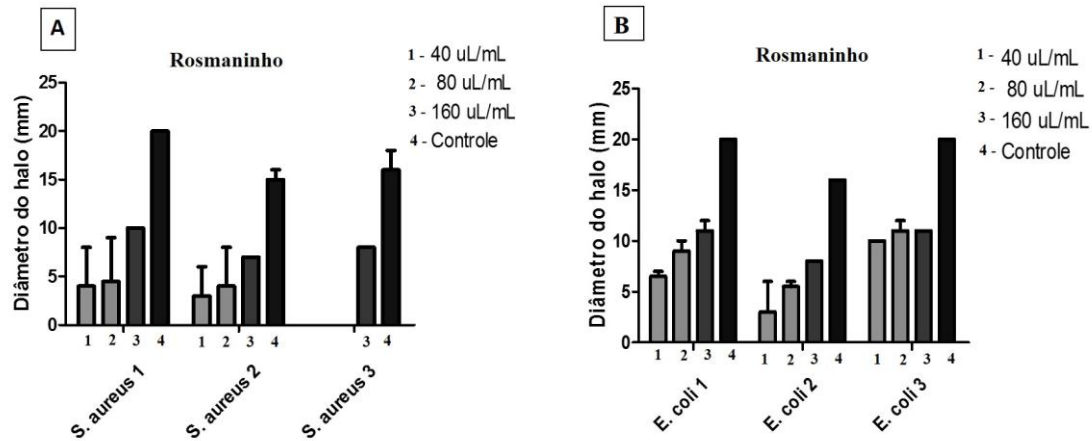 A
Rosmaninho
1 - 40 uL/mL
2 - 80 uL/mL
3 - 160 uL/mL
4 - Controle
Diâmetro do halo (mm)
25
20
15
10
5
0
1 2 3 4 1 2 3 4 3 4
S. aureus 1
S. aureus 2
S. aureus 3
B
Rosmaninho
1 - 40 uL/mL
2 - 80 uL/mL
3 - 160 uL/mL
4 - Controle
Diâmetro do halo (mm)
25
20
15
10
5
0
1 2 3 4 1 2 3 4 1 2 3 4
E. coli 1
E. coli 2
E. coli 3